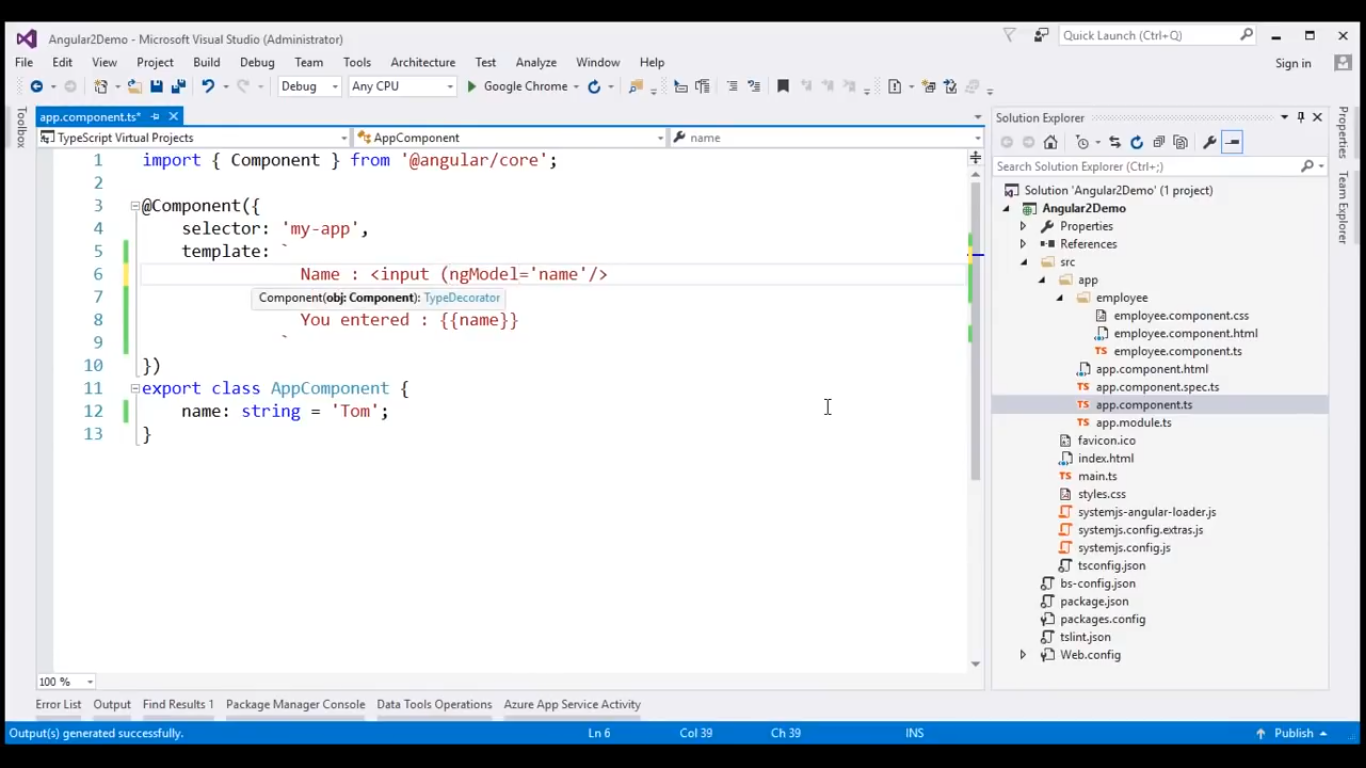 Angular2Demo - Microsoft Visual Studio (Administrator)
Quick Launch (Ctrl+Q)
File Edit View Project Build Debug Team Tools Architecture Test Analyze Window Help
Sign in
Debug Any CPU Google Chrome
Toolbox
app.component.ts*
TypeScript Virtual Projects AppComponent name
1 import { Component } from '@angular/core';
2
3 @Component({
4 selector: 'my-app',
5 template: `
6 Name : <input (ngModel='name'/>
7 Component(obj: Component): TypeDecorator
8 You entered : {{name}}
9 `
10 })
11 export class AppComponent {
12 name: string = 'Tom';
13 }
100 %
Solution Explorer
Search Solution Explorer (Ctrl+;)
Solution 'Angular2Demo' (1 project)
Angular2Demo
Properties
References
src
app
employee
employee.component.css
employee.component.html
TS employee.component.ts
app.component.html
TS app.component.spec.ts
TS app.component.ts
TS app.module.ts
favicon.ico
index.html
TS main.ts
styles.css
systemjs-angular-loader.js
systemjs.config.extras.js
systemjs.config.js
tsconfig.json
bs-config.json
package.json
packages.config
tslint.json
Web.config
Properties
Team Explorer
Error List Output Find Results 1 Package Manager Console Data Tools Operations Azure App Service Activity
Output(s) generated successfully. Ln 6 Col 39 Ch 39 INS Publish